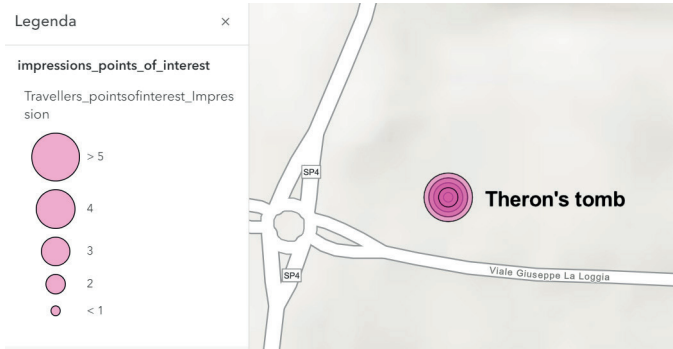 Legenda ×
impressions_points_of_interest
Travellers_pointsofinterest_Impres
sion
> 5
4
3
2
< 1
SP4
Theron's tomb
SP4
Viale Giuseppe La Loggia